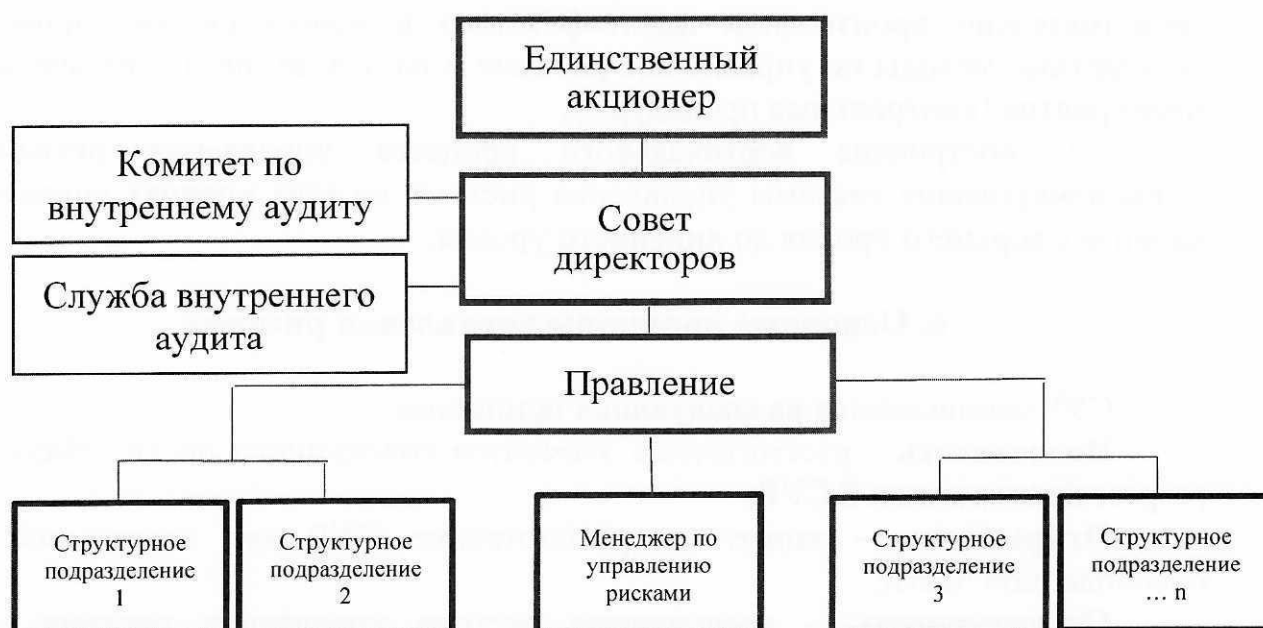 Единственный
акционер
Комитет по
внутреннему аудиту
Совет
директоров
Служба внутреннего
аудита
Правление
Структурное
подразделение
1
Структурное
подразделение
2
Менеджер по
управлению
рисками
Структурное
подразделение
3
Структурное
подразделение
… n